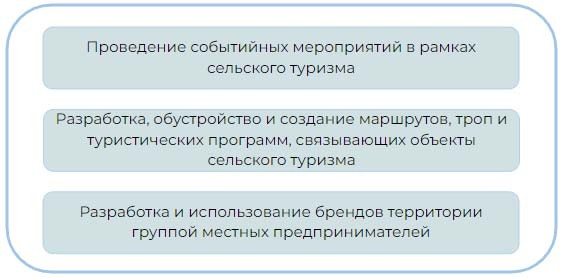 Проведение событийных мероприятий в рамках
сельского туризма
Разработка, обустройство и создание маршрутов, троп и
туристических программ, связывающих объекты
сельского туризма
Разработка и использование брендов территории
группой местных предпринимателей